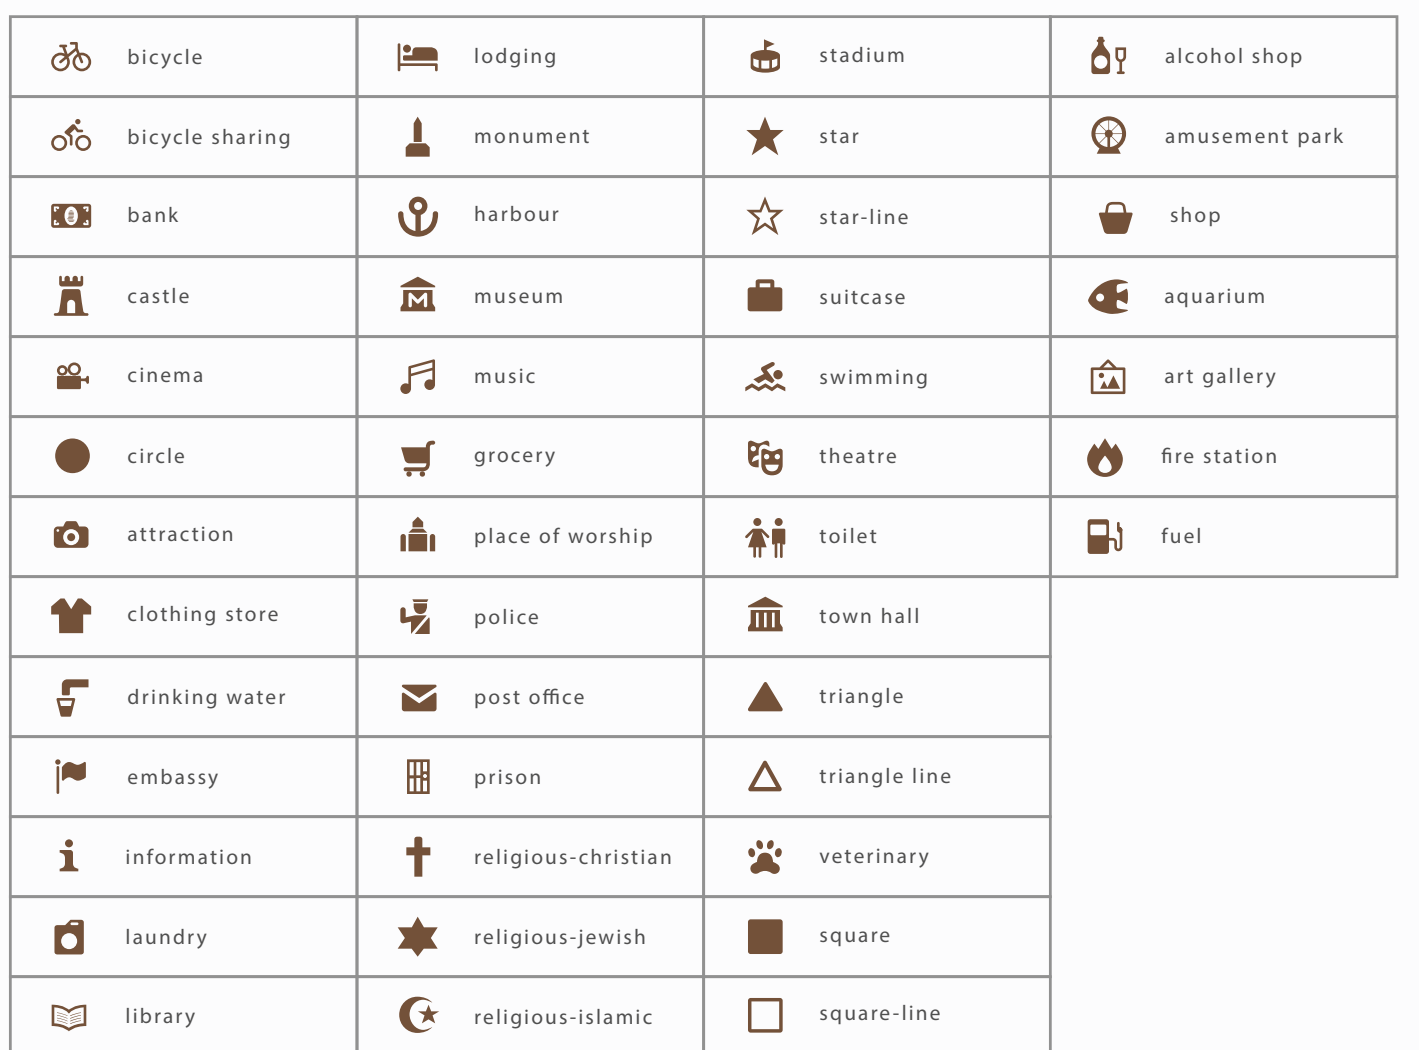 bicycle
bicycle sharing
bank
castle
cinema
circle
attraction
clothing store
drinking water
embassy
information
laundry
library
lodging
monument
harbour
museum
music
grocery
place of worship
police
post office
prison
religious-christian
religious-jewish
religious-islamic
stadium
star
star-line
suitcase
swimming
theatre
toilet
town hall
triangle
triangle line
veterinary
square
square-line
alcohol shop
amusement park
shop
aquarium
art gallery
fire station
fuel